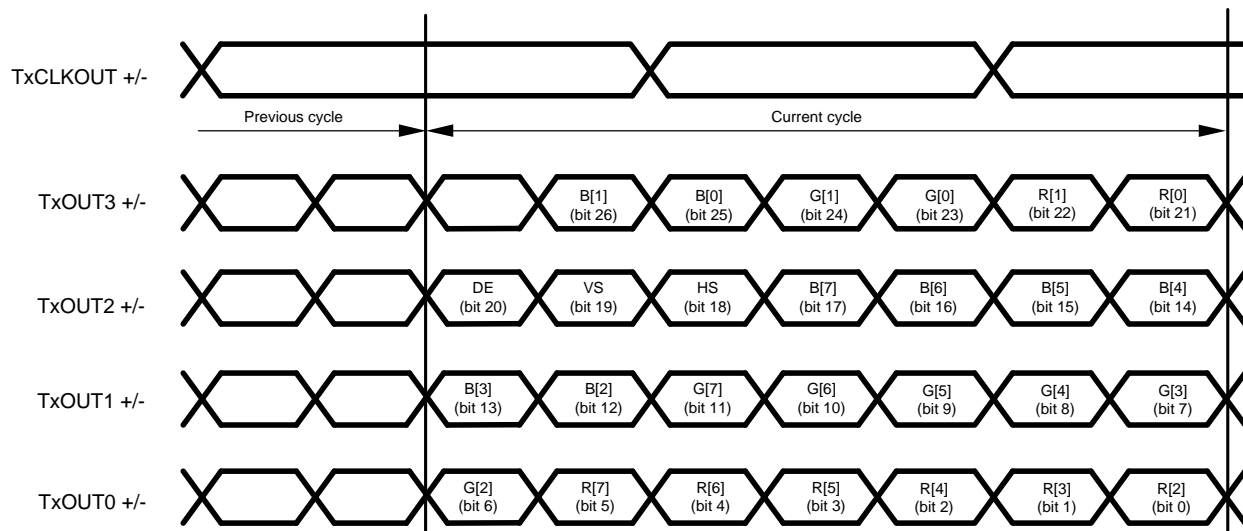 TxCLKOUT +/-
Previous cycle
Current cycle
TxOUT3 +/-
B[1]
(bit 26)
B[0]
(bit 25)
G[1]
(bit 24)
G[0]
(bit 23)
R[1]
(bit 22)
R[0]
(bit 21)
TxOUT2 +/-
DE
(bit 20)
VS
(bit 19)
HS
(bit 18)
B[7]
(bit 17)
B[6]
(bit 16)
B[5]
(bit 15)
B[4]
(bit 14)
TxOUT1 +/-
B[3]
(bit 13)
B[2]
(bit 12)
G[7]
(bit 11)
G[6]
(bit 10)
G[5]
(bit 9)
G[4]
(bit 8)
G[3]
(bit 7)
TxOUT0 +/-
G[2]
(bit 6)
R[7]
(bit 5)
R[6]
(bit 4)
R[5]
(bit 3)
R[4]
(bit 2)
R[3]
(bit 1)
R[2]
(bit 0)